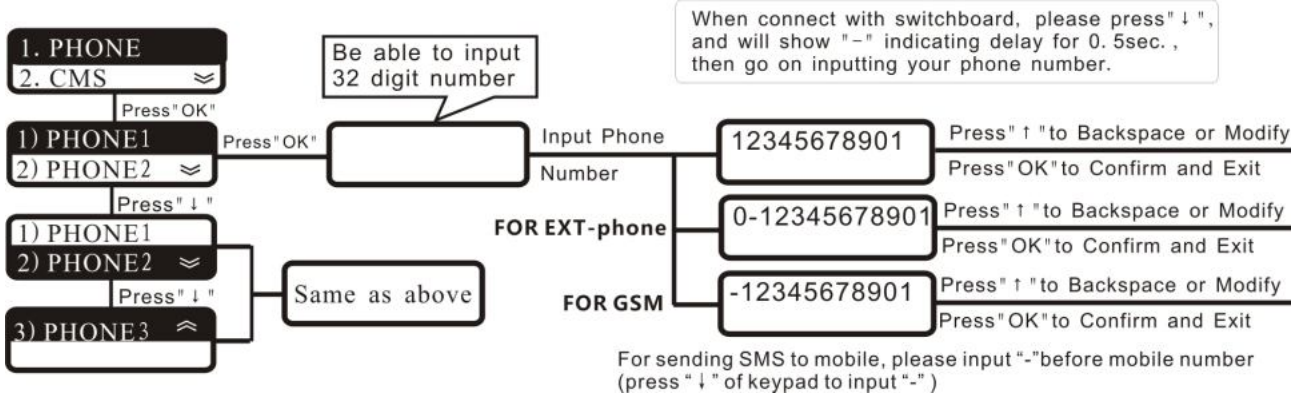 When connect with switchboard, please press"↓",
and will show "-" indicating delay for 0.5sec.,
then go on inputting your phone number.
1. PHONE
2. CMS
Be able to input
32 digit number
Press"OK"
1) PHONE1
2) PHONE2
Press"OK"
Input Phone
Number
12345678901
Press"↑"to Backspace or Modify
Press"OK"to Confirm and Exit
Press"↓"
1) PHONE1
2) PHONE2
FOR EXT-phone
0-12345678901
Press"↑"to Backspace or Modify
Press"OK"to Confirm and Exit
Press"↓"
3) PHONE3
Same as above
FOR GSM
-12345678901
Press"↑"to Backspace or Modify
Press"OK"to Confirm and Exit
For sending SMS to mobile, please input “-”before mobile number
(press “↓” of keypad to input “-”)